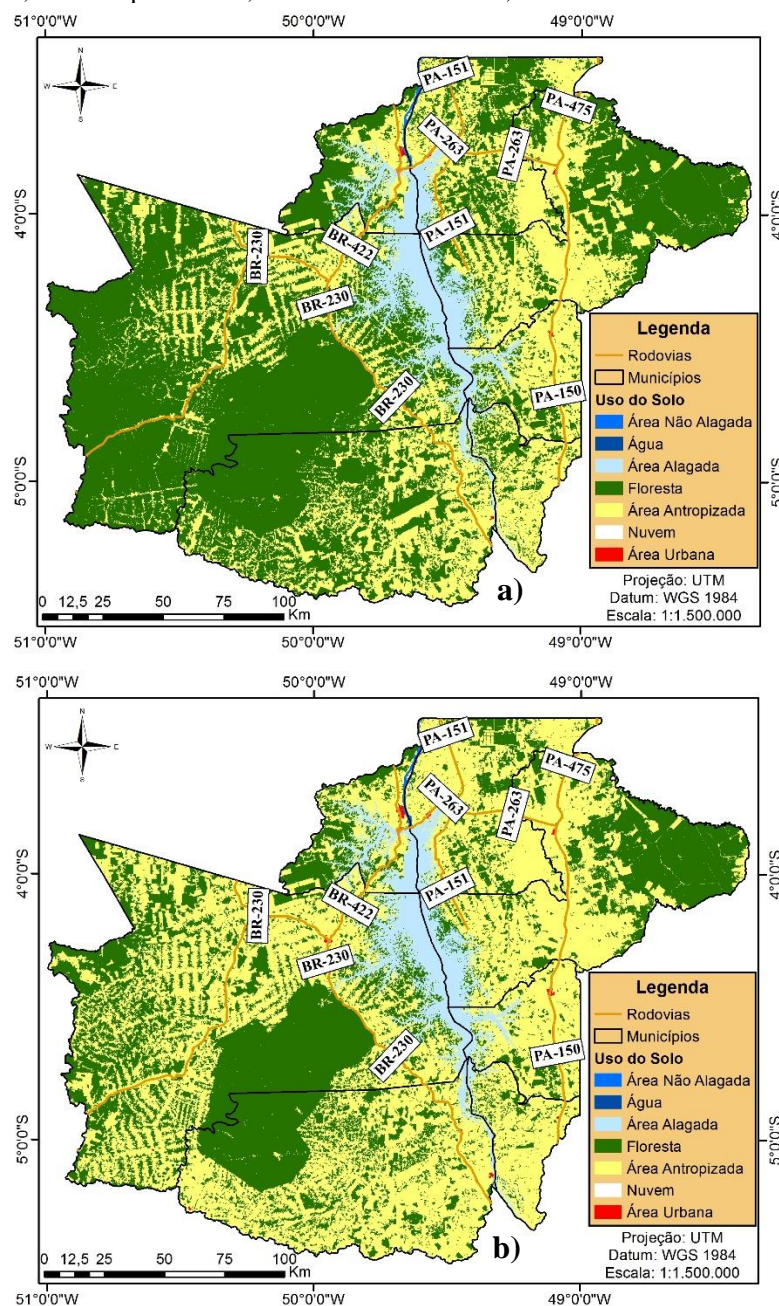 51°0'0"W 50°0'0"W 49°0'0"W
N
W E
S
PA-151
PA-475
PA-263
PA-263
4°0'0"S 4°0'0"S
BR-230
BR-422
PA-151
BR-230
BR-230
PA-150
5°0'0"S 5°0'0"S
Legenda
Rodovias
Municípios
Uso do Solo
Área Não Alagada
Água
Área Alagada
Floresta
Área Antropizada
Nuvem
Área Urbana
Projeção: UTM
Datum: WGS 1984
Escala: 1:1.500.000
a)
0 12,5 25 50 75 100
Km
51°0'0"W 50°0'0"W 49°0'0"W
51°0'0"W 50°0'0"W 49°0'0"W
N
W E
S
PA-151
PA-475
PA-263
PA-263
4°0'0"S 4°0'0"S
BR-230
BR-422
PA-151
BR-230
BR-230
PA-150
5°0'0"S 5°0'0"S
Legenda
Rodovias
Municípios
Uso do Solo
Área Não Alagada
Água
Área Alagada
Floresta
Área Antropizada
Nuvem
Área Urbana
Projeção: UTM
Datum: WGS 1984
Escala: 1:1.500.000
b)
0 12,5 25 50 75 100
Km
51°0'0"W 50°0'0"W 49°0'0"W